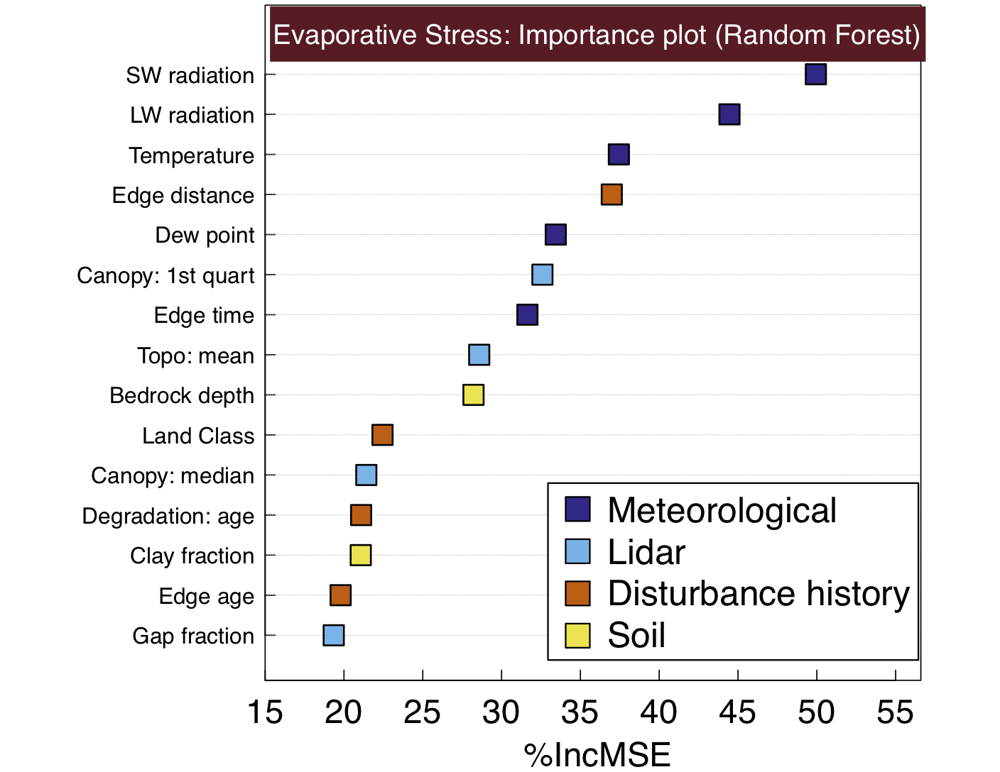 Evaporative Stress: Importance plot (Random Forest)
SW radiation
LW radiation
Temperature
Edge distance
Dew point
Canopy: 1st quart
Edge time
Topo: mean
Bedrock depth
Land Class
Canopy: median
Degradation: age
Clay fraction
Edge age
Gap fraction
Meteorological
Lidar
Disturbance history
Soil
15 20 25 30 35 40 45 50 55
%IncMSE